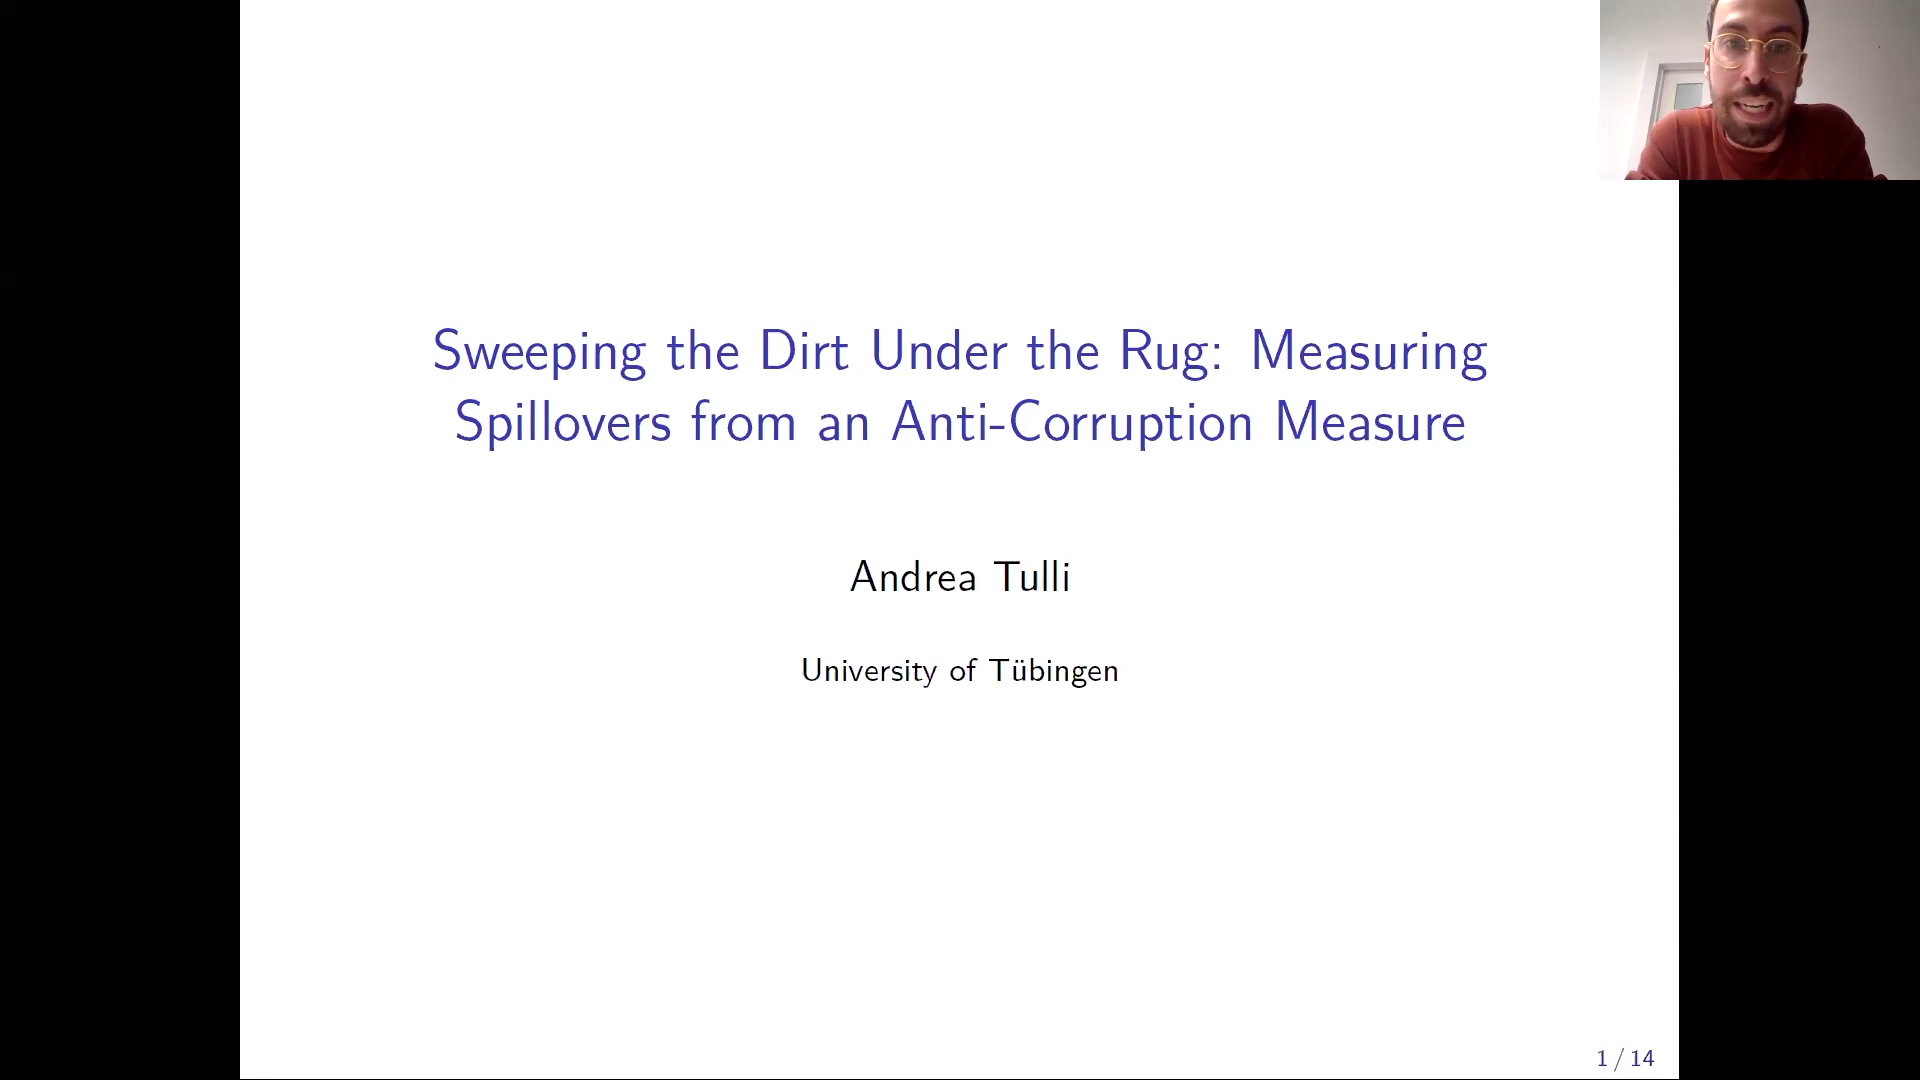 Sweeping the Dirt Under the Rug: Measuring
Spillovers from an Anti-Corruption Measure
Andrea Tulli
University of Tübingen
1 / 14